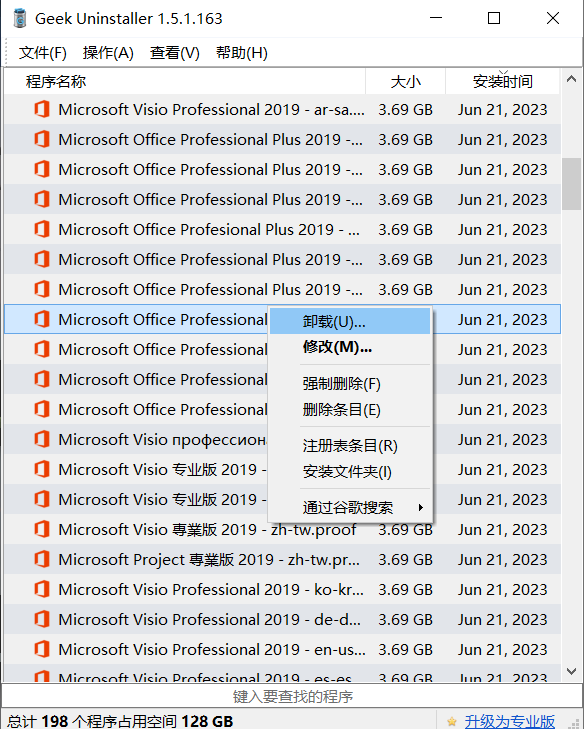 Geek Uninstaller 1.5.1.163
文件(F) 操作(A) 查看(V) 帮助(H)
程序名称 大小 安装时间
Microsoft Visio Professional 2019 - ar-sa.... 3.69 GB Jun 21, 2023
Microsoft Office Professional Plus 2019 -... 3.69 GB Jun 21, 2023
Microsoft Office Professional Plus 2019 -... 3.69 GB Jun 21, 2023
Microsoft Office Professional Plus 2019 -... 3.69 GB Jun 21, 2023
Microsoft Office Profesional Plus 2019 - ... 3.69 GB Jun 21, 2023
Microsoft Office Professional Plus 2019 -... 3.69 GB Jun 21, 2023
Microsoft Office Professional Plus 2019 -... 3.69 GB Jun 21, 2023
Microsoft Office Professional Jun 21, 2023
卸载(U)...
修改(M)...
Microsoft Office Professional Jun 21, 2023
Microsoft Office Professional Jun 21, 2023
强制删除(F)
Microsoft Office Professional Jun 21, 2023
删除条目(E)
Microsoft Visio професcиона Jun 21, 2023
注册表条目(R)
Microsoft Visio 专业版 2019 - Jun 21, 2023
安装文件夹(I)
Microsoft Visio 专业版 2019 - Jun 21, 2023
通过谷歌搜索
Microsoft Visio 專業版 2019 - zh-tw.proof 3.69 GB Jun 21, 2023
Microsoft Project 專業版 2019 - zh-tw.pr... 3.69 GB Jun 21, 2023
Microsoft Visio Professional 2019 - ko-kr... 3.69 GB Jun 21, 2023
Microsoft Visio Professional 2019 - de-d... 3.69 GB Jun 21, 2023
Microsoft Visio Professional 2019 - en-us... 3.69 GB Jun 21, 2023
Microsoft Visio Professional 2019 - es-es 3.69 GB Jun 21, 2023
键入要查找的程序
总计 198 个程序占用空间 128 GB 升级为专业版